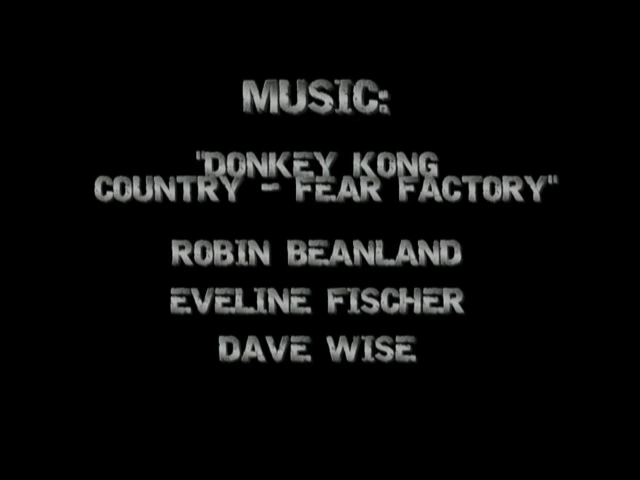 MUSIC:
"DONKEY KONG
COUNTRY - FEAR FACTORY"
ROBIN BEANLAND
EVELINE FISCHER
DAVE WISE